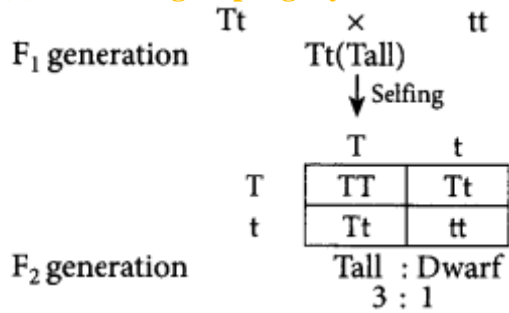 Tt × tt
F₁ generation Tt(Tall)
Selfing
T t
T TT Tt
t Tt tt
F₂ generation Tall : Dwarf
3 : 1